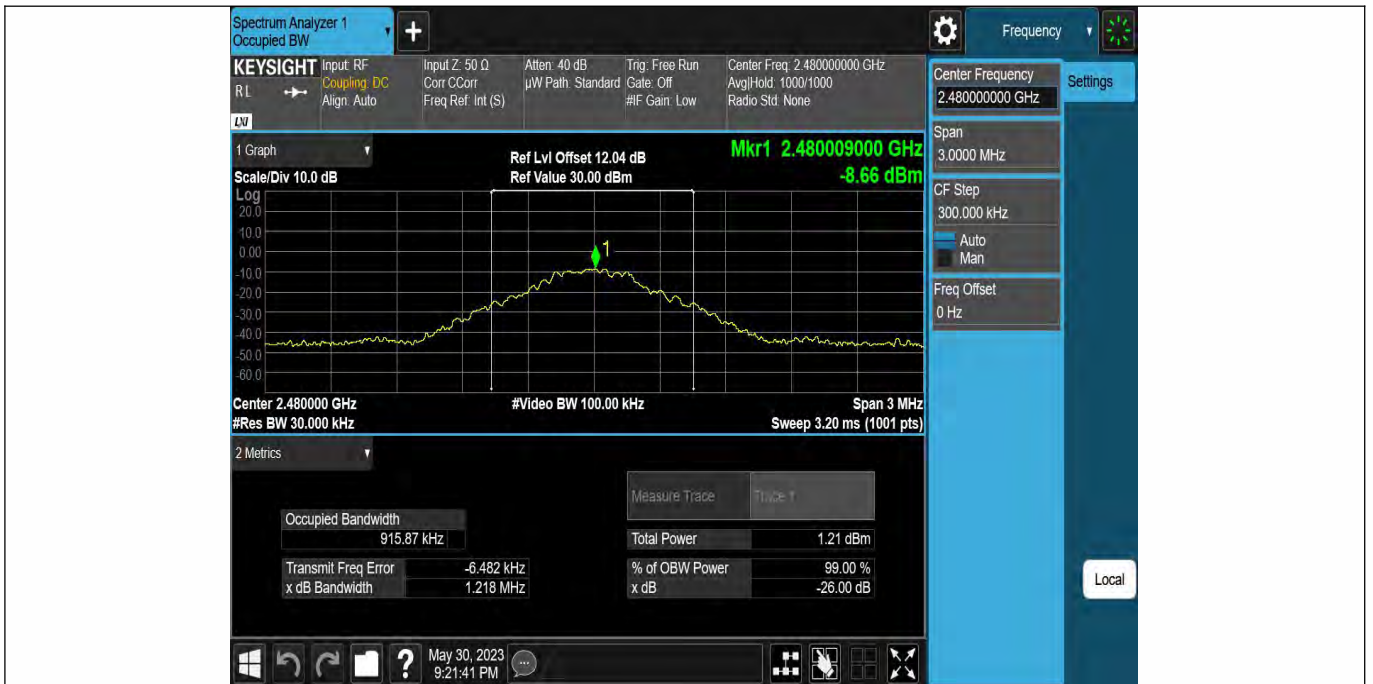 Spectrum Analyzer 1
Occupied BW
Frequency
KEYSIGHT
R L
LXI
Input: RF
Coupling: DC
Align: Auto
Input Z: 50 Ω
Corr CCorr
Freq Ref: Int (S)
Atten: 40 dB
µW Path: Standard
Trig: Free Run
Gate: Off
#IF Gain: Low
Center Freq: 2.480000000 GHz
Avg|Hold: 1000/1000
Radio Std: None
Center Frequency
2.480000000 GHz
Settings
Span
3.0000 MHz
CF Step
300.000 kHz
Auto
Man
Freq Offset
0 Hz
Local
1 Graph
Scale/Div 10.0 dB
Ref Lvl Offset 12.04 dB
Ref Value 30.00 dBm
Mkr1 2.480009000 GHz
-8.66 dBm
Log
20.0
10.0
0.00
-10.0
-20.0
-30.0
-40.0
-50.0
-60.0
1
Center 2.480000 GHz
#Video BW 100.00 kHz
Span 3 MHz
#Res BW 30.000 kHz
Sweep 3.20 ms (1001 pts)
2 Metrics
Measure Trace
Trace 1
Occupied Bandwidth
915.87 kHz
Total Power 1.21 dBm
Transmit Freq Error -6.482 kHz
% of OBW Power 99.00 %
x dB Bandwidth 1.218 MHz
x dB -26.00 dB
?
May 30, 2023
9:21:41 PM